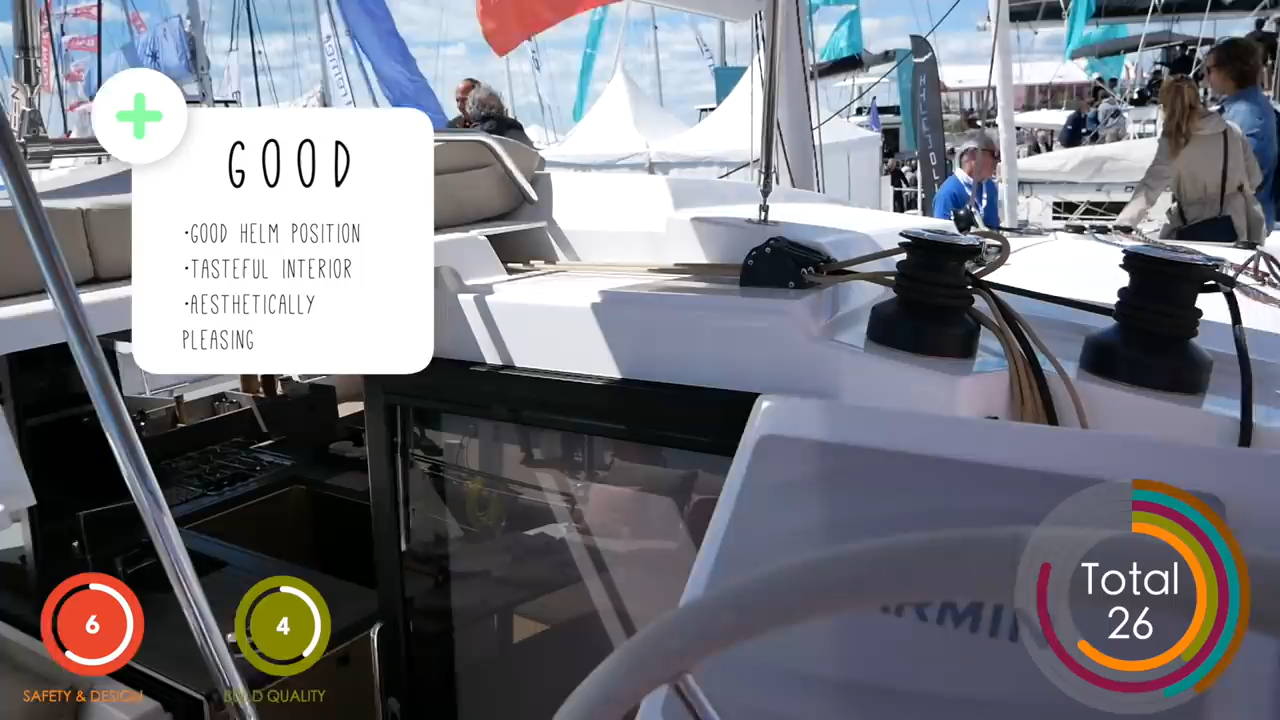 GOOD
·GOOD HELM POSITION
·TASTEFUL INTERIOR
·AESTHETICALLY
PLEASING
6
4
SAFETY & DESIGN
BUILD QUALITY
Total
26